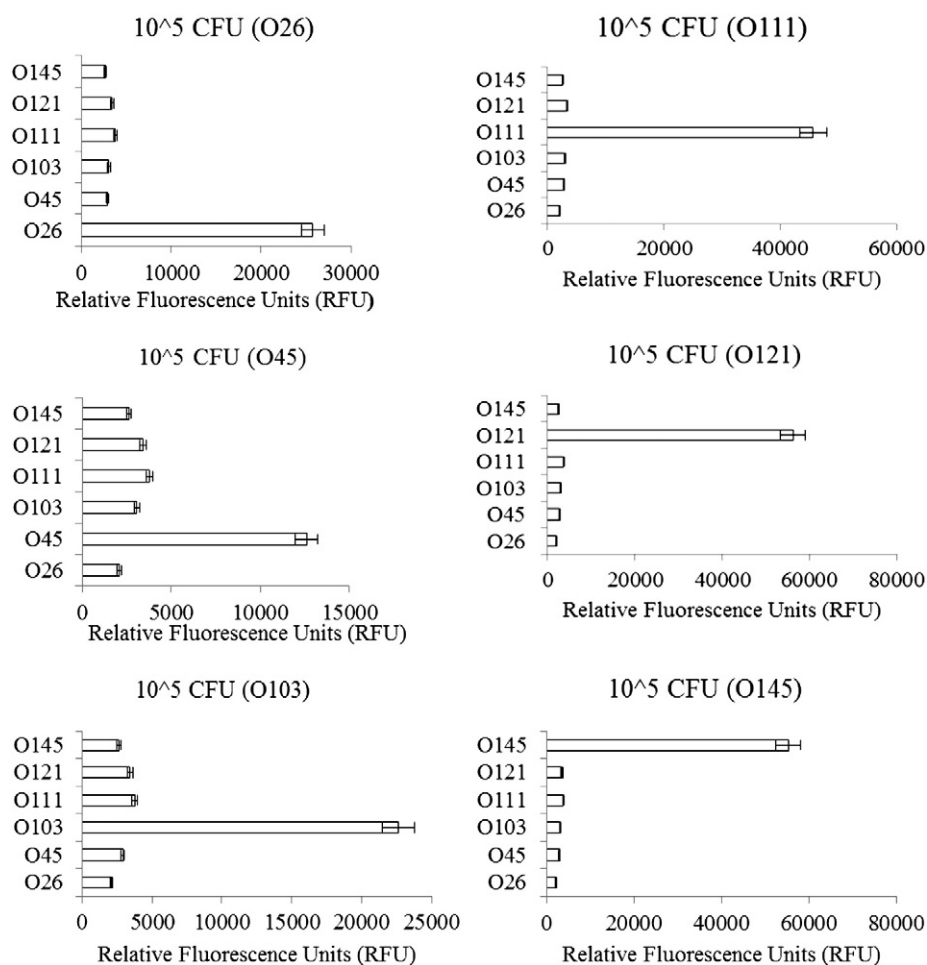 10^5 CFU (O26)
O145
O121
O111
O103
O45
O26
0 10000 20000 30000
Relative Fluorescence Units (RFU)
10^5 CFU (O111)
O145
O121
O111
O103
O45
O26
0 20000 40000 60000
Relative Fluorescence Units (RFU)
10^5 CFU (O45)
O145
O121
O111
O103
O45
O26
0 5000 10000 15000
Relative Fluorescence Units (RFU)
10^5 CFU (O121)
O145
O121
O111
O103
O45
O26
0 20000 40000 60000 80000
Relative Fluorescence Units (RFU)
10^5 CFU (O103)
O145
O121
O111
O103
O45
O26
0 5000 10000 15000 20000 25000
Relative Fluorescence Units (RFU)
10^5 CFU (O145)
O145
O121
O111
O103
O45
O26
0 20000 40000 60000 80000
Relative Fluorescence Units (RFU)